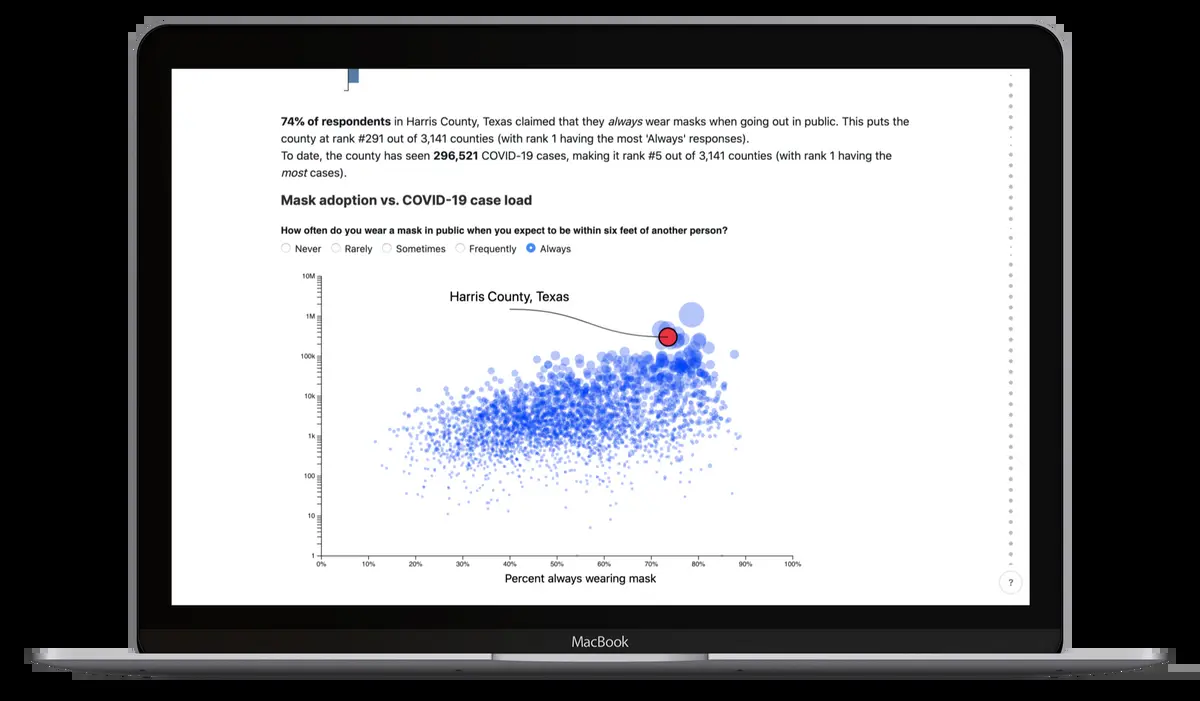 74% of respondents in Harris County, Texas claimed that they always wear masks when going out in public. This puts the
county at rank #291 out of 3,141 counties (with rank 1 having the most 'Always' responses).
To date, the county has seen 296,521 COVID-19 cases, making it rank #5 out of 3,141 counties (with rank 1 having the
most cases).
Mask adoption vs. COVID-19 case load
How often do you wear a mask in public when you expect to be within six feet of another person?
Never Rarely Sometimes Frequently Always
10M
Harris County, Texas
1M
100k
10k
1k
100
10
1
0% 10% 20% 30% 40% 50% 60% 70% 80% 90% 100%
Percent always wearing mask
?
MacBook